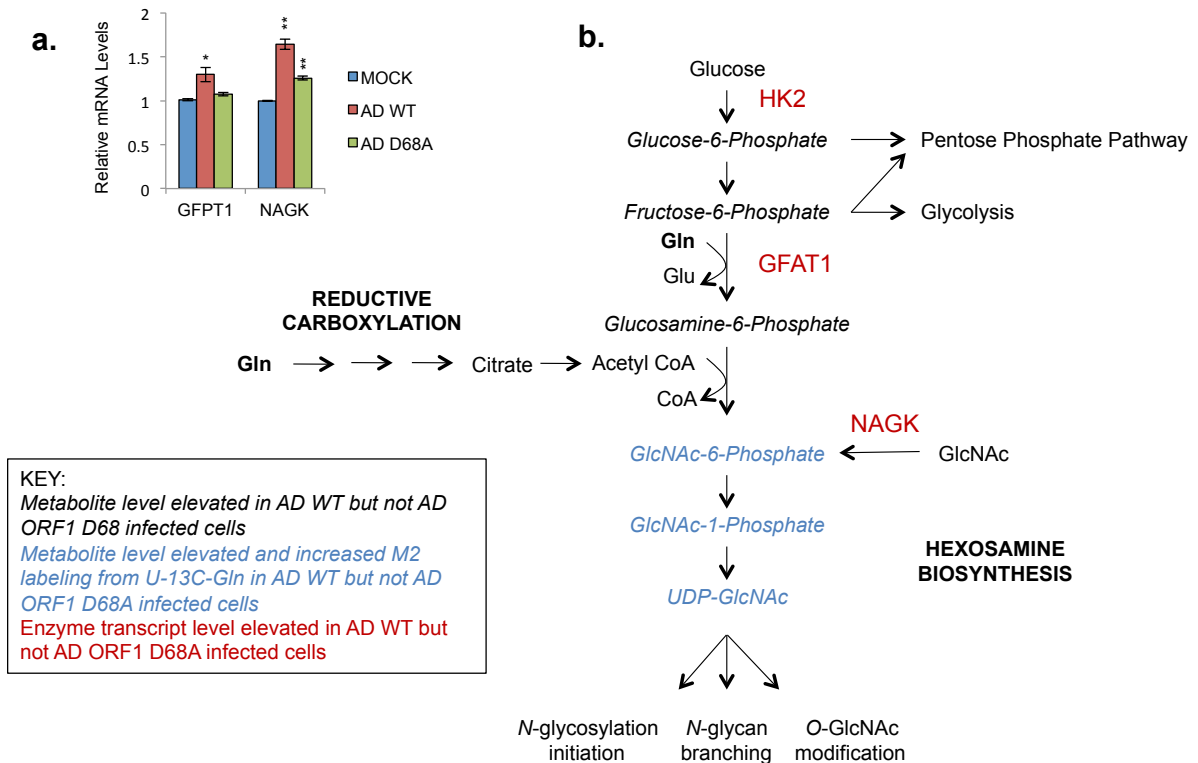 a.
Relative mRNA Levels
2
1.5
1
0.5
0
*
**
**
GFPT1
NAGK
MOCK
AD WT
AD D68A
b.
Glucose
HK2
Glucose-6-Phosphate
Pentose Phosphate Pathway
Fructose-6-Phosphate
Glycolysis
Gln
GFAT1
Glu
REDUCTIVE
CARBOXYLATION
Glucosamine-6-Phosphate
Gln
Citrate
Acetyl CoA
CoA
NAGK
GlcNAc-6-Phosphate
GlcNAc
GlcNAc-1-Phosphate
HEXOSAMINE
BIOSYNTHESIS
UDP-GlcNAc
KEY:
Metabolite level elevated in AD WT but not AD
ORF1 D68 infected cells
Metabolite level elevated and increased M2
labeling from U-13C-Gln in AD WT but not AD
ORF1 D68A infected cells
Enzyme transcript level elevated in AD WT but
not AD ORF1 D68A infected cells
N-glycosylation
initiation
N-glycan
branching
O-GlcNAc
modification